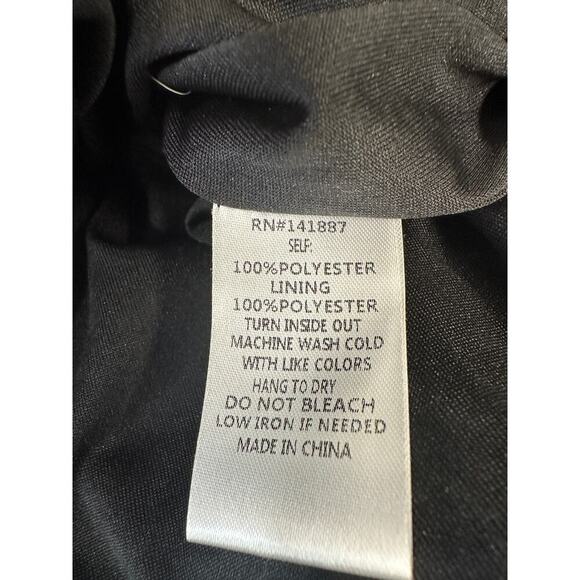 RN#141887
SELF:
100%POLYESTER
LINING
100%POLYESTER
TURN INSIDE OUT
MACHINE WASH COLD
WITH LIKE COLORS
HANG TO DRY
DO NOT BLEACH
LOW IRON IF NEEDED
MADE IN CHINA